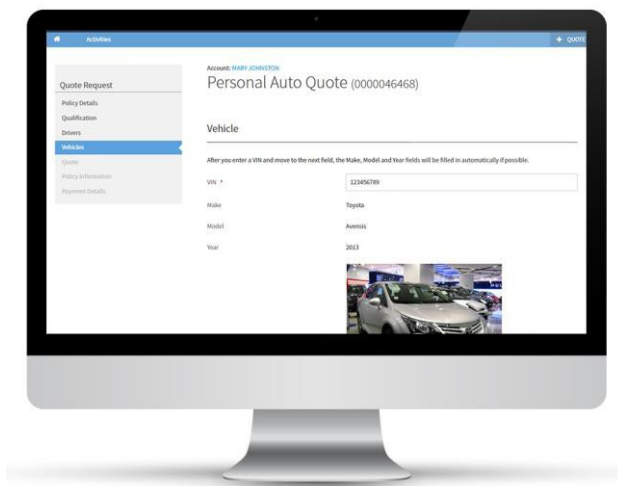 Activities
+ QUOTE
Quote Request
Policy Details
Qualification
Drivers
Vehicles
Quote
Policy Information
Payment Details
Account: MARY JOHNSTON
Personal Auto Quote (0000046468)
Vehicle
After you enter a VIN and move to the next field, the Make, Model and Year fields will be filled in automatically if possible.
VIN * 123456789
Make Toyota
Model Avensis
Year 2013